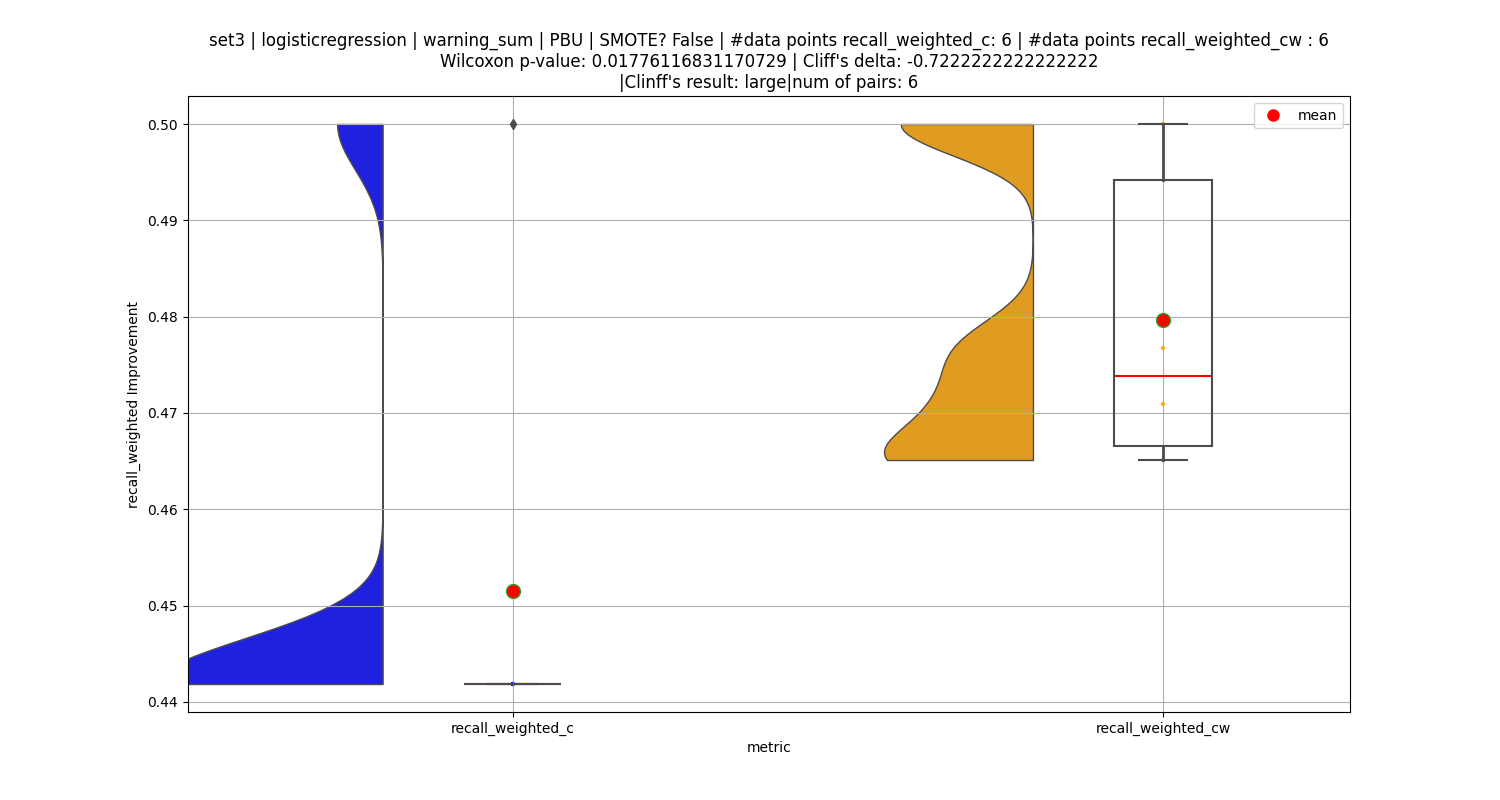 set3 | logisticregression | warning_sum | PBU | SMOTE? False | #data points recall_weighted_c: 6 | #data points recall_weighted_cw : 6
Wilcoxon p-value: 0.01776116831170729 | Cliff's delta: -0.7222222222222222
|Clinff's result: large|num of pairs: 6
mean
0.50
0.49
0.48
0.47
0.46
0.45
0.44
recall_weighted Improvement
recall_weighted_c
recall_weighted_cw
metric